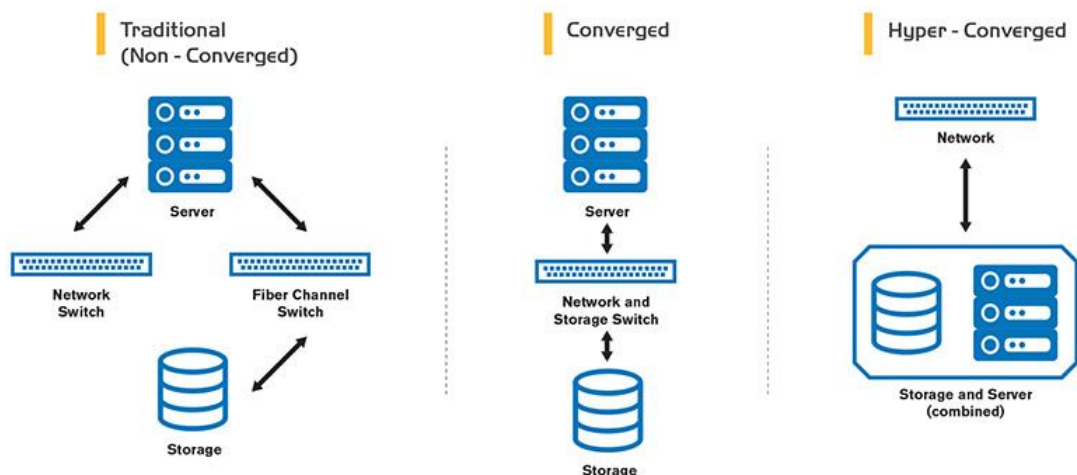 Traditional
(Non - Converged)
Server
Network
Switch
Fiber Channel
Switch
Storage
Converged
Server
Network and
Storage Switch
Storage
Hyper - Converged
Network
Storage and Server
(combined)